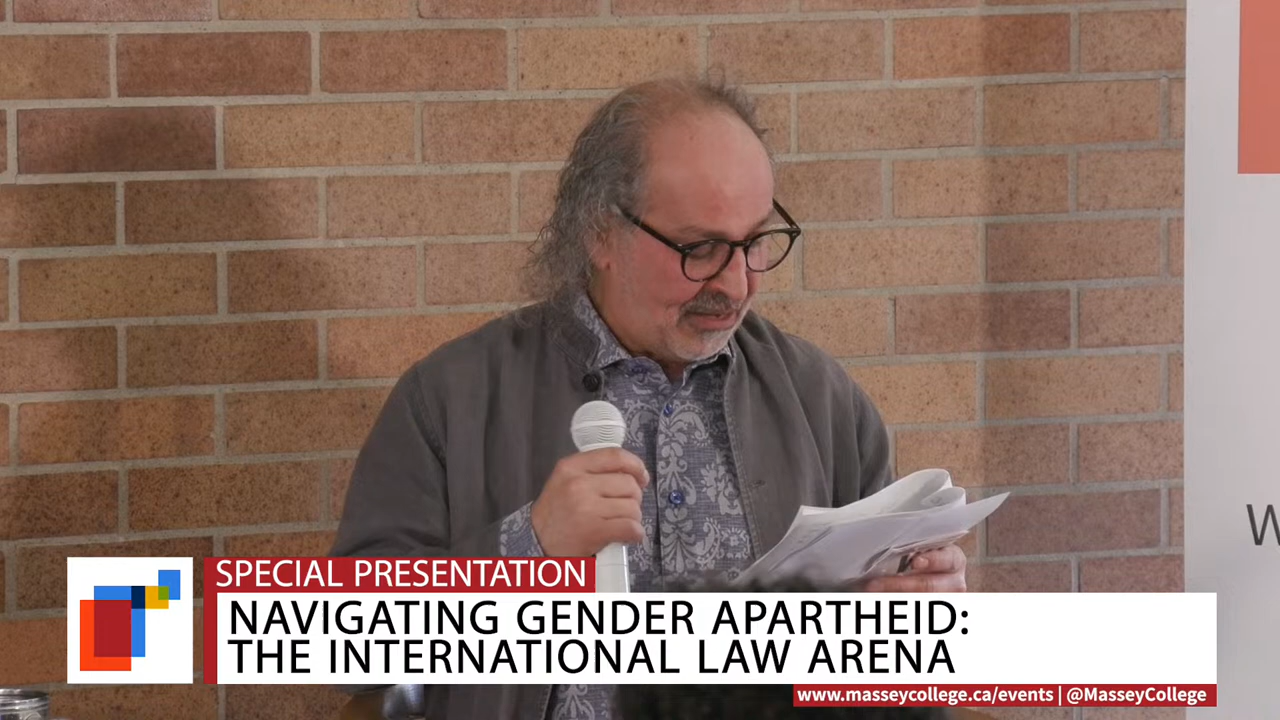 W
SPECIAL PRESENTATION
NAVIGATING GENDER APARTHEID:
THE INTERNATIONAL LAW ARENA
www.masseycollege.ca/events | @MasseyCollege